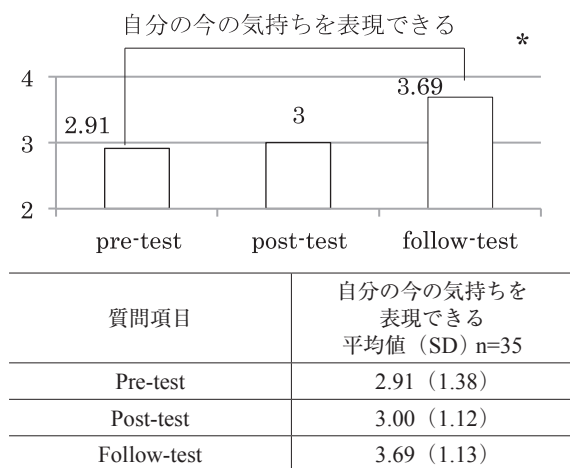 自分の今の気持ちを表現できる
*
4
3
2
2.91
3
3.69
pre-test post-test follow-test
質問項目
自分の今の気持ちを
表現できる
平均値（SD）n=35
Pre-test 2.91（1.38）
Post-test 3.00（1.12）
Follow-test 3.69（1.13）